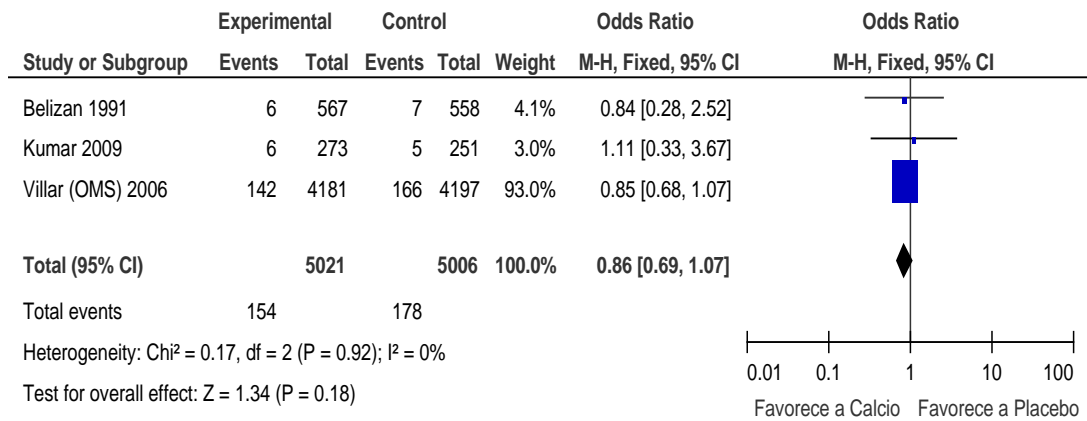 Experimental Control Odds Ratio Odds Ratio
Study or Subgroup Events Total Events Total Weight M-H, Fixed, 95% CI M-H, Fixed, 95% CI
Belizan 1991 6 567 7 558 4.1% 0.84 [0.28, 2.52]
Kumar 2009 6 273 5 251 3.0% 1.11 [0.33, 3.67]
Villar (OMS) 2006 142 4181 166 4197 93.0% 0.85 [0.68, 1.07]
Total (95% CI) 5021 5006 100.0% 0.86 [0.69, 1.07]
Total events 154 178
Heterogeneity: Chi² = 0.17, df = 2 (P = 0.92); I² = 0%
Test for overall effect: Z = 1.34 (P = 0.18)
0.01 0.1 1 10 100
Favorece a Calcio Favorece a Placebo